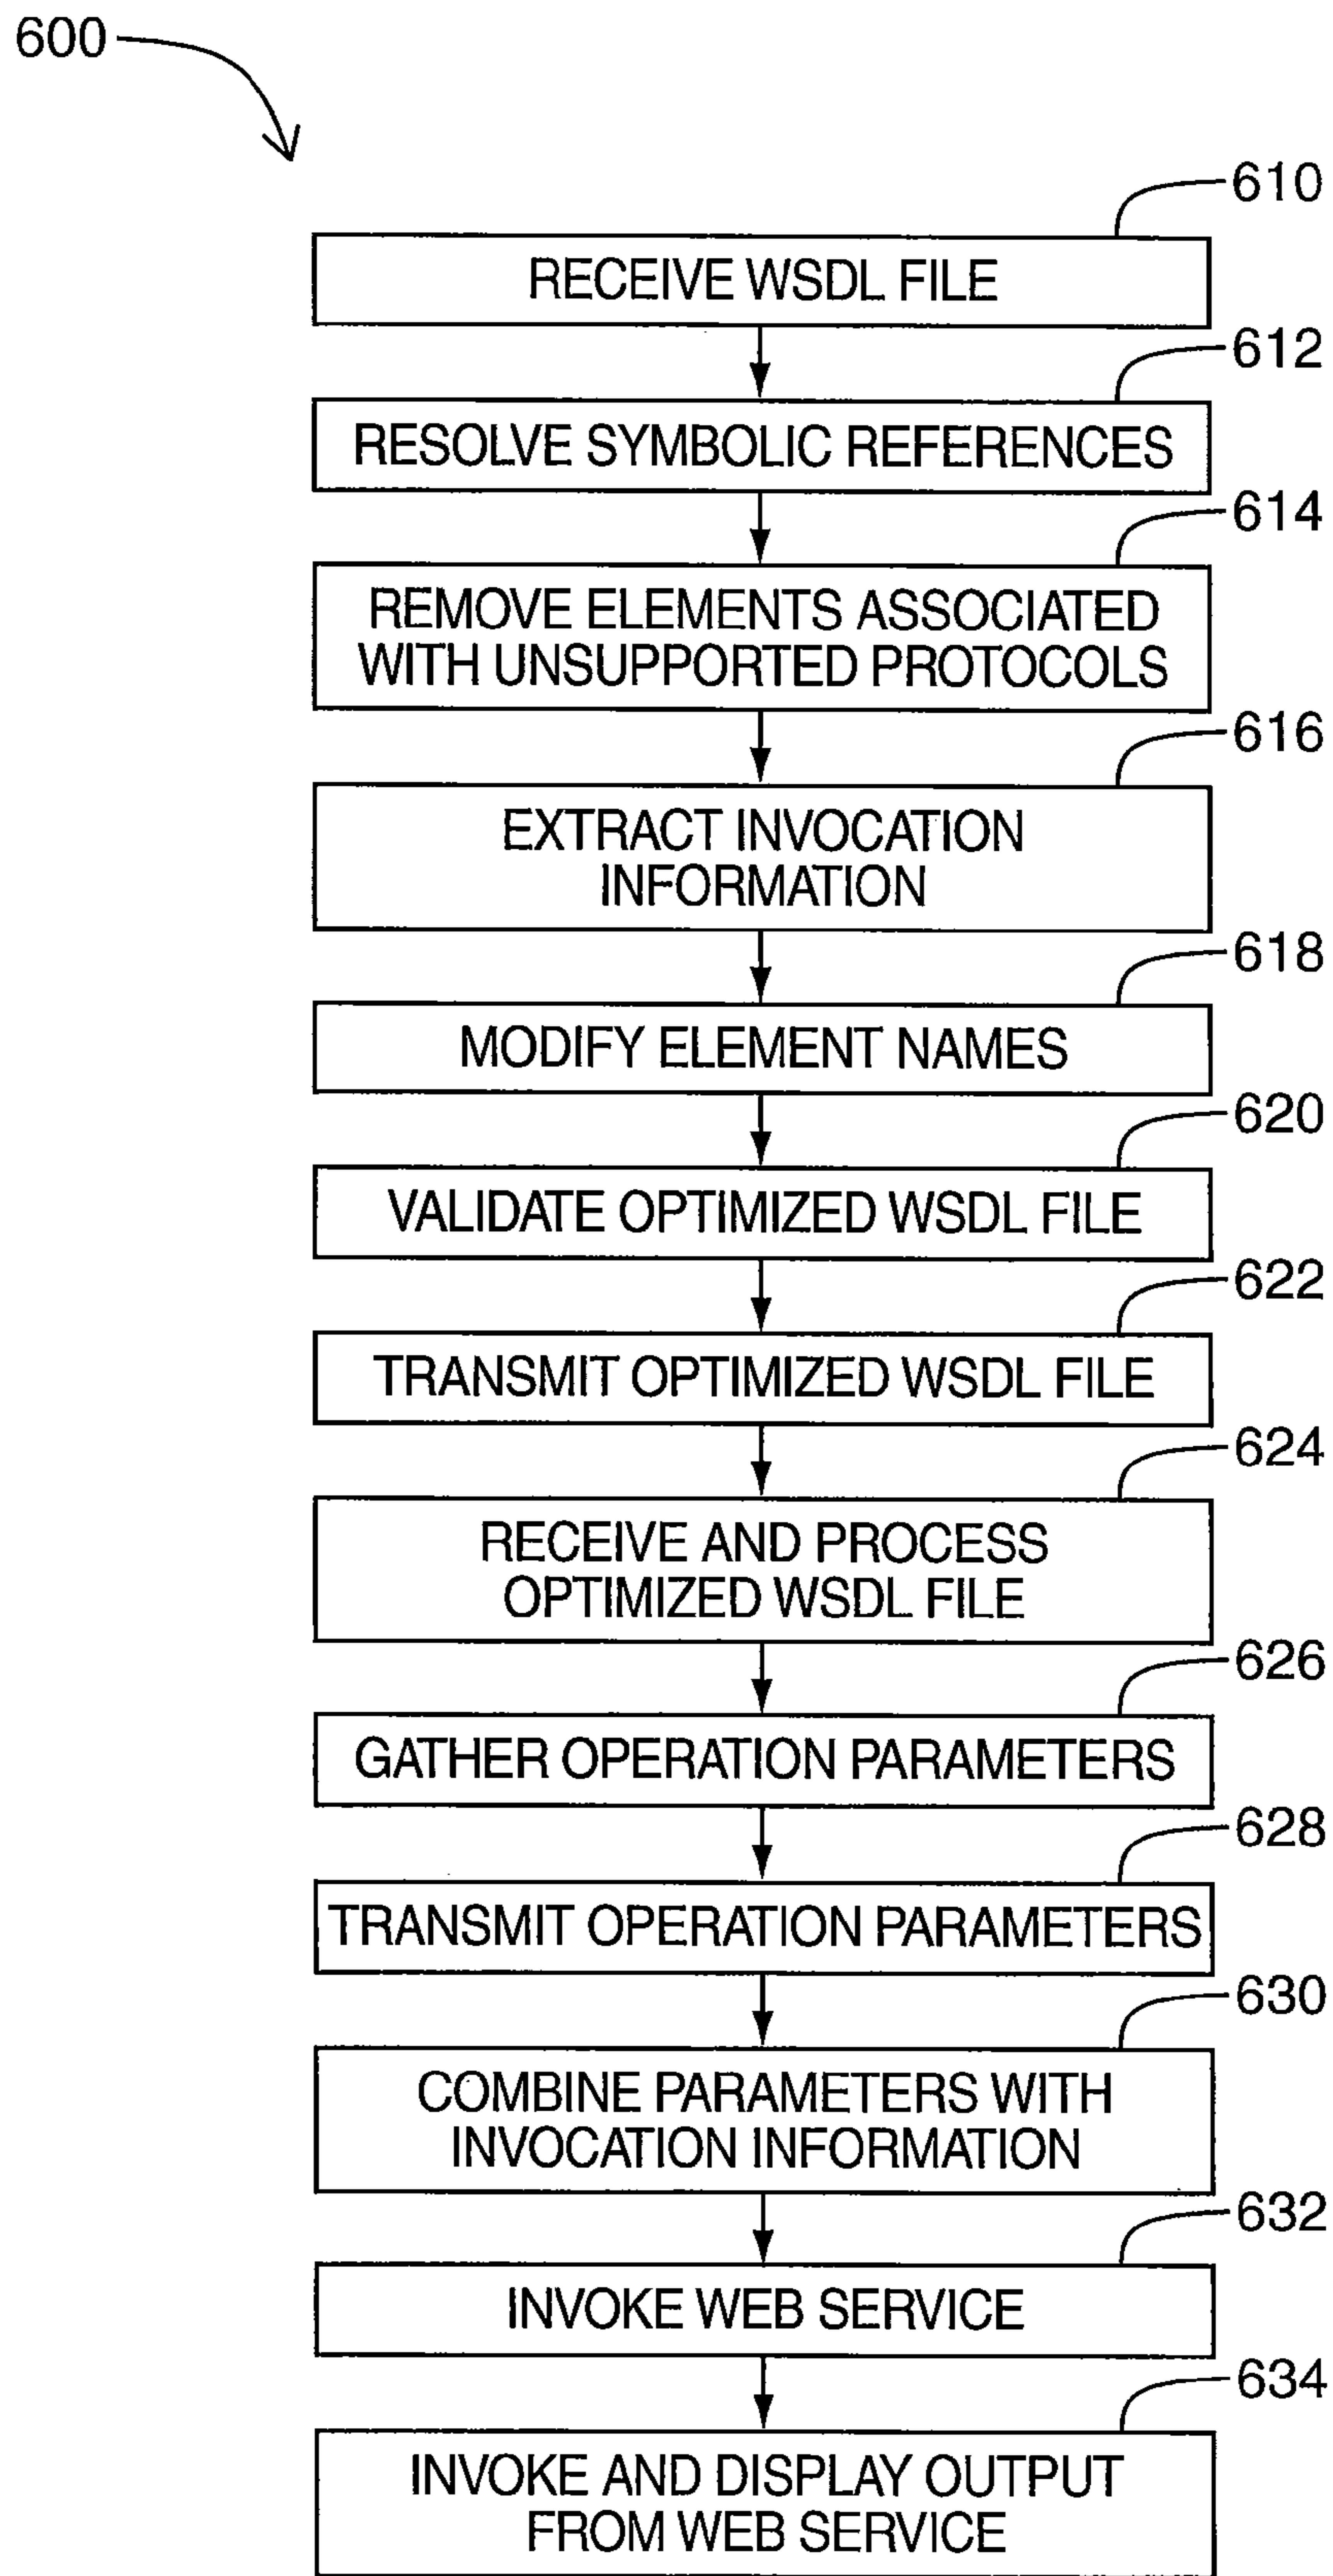 600
610
RECEIVE WSDL FILE
612
RESOLVE SYMBOLIC REFERENCES
614
REMOVE ELEMENTS ASSOCIATED
WITH UNSUPPORTED PROTOCOLS
616
EXTRACT INVOCATION
INFORMATION
618
MODIFY ELEMENT NAMES
620
VALIDATE OPTIMIZED WSDL FILE
622
TRANSMIT OPTIMIZED WSDL FILE
624
RECEIVE AND PROCESS
OPTIMIZED WSDL FILE
626
GATHER OPERATION PARAMETERS
628
TRANSMIT OPERATION PARAMETERS
630
COMBINE PARAMETERS WITH
INVOCATION INFORMATION
632
INVOKE WEB SERVICE
634
INVOKE AND DISPLAY OUTPUT
FROM WEB SERVICE